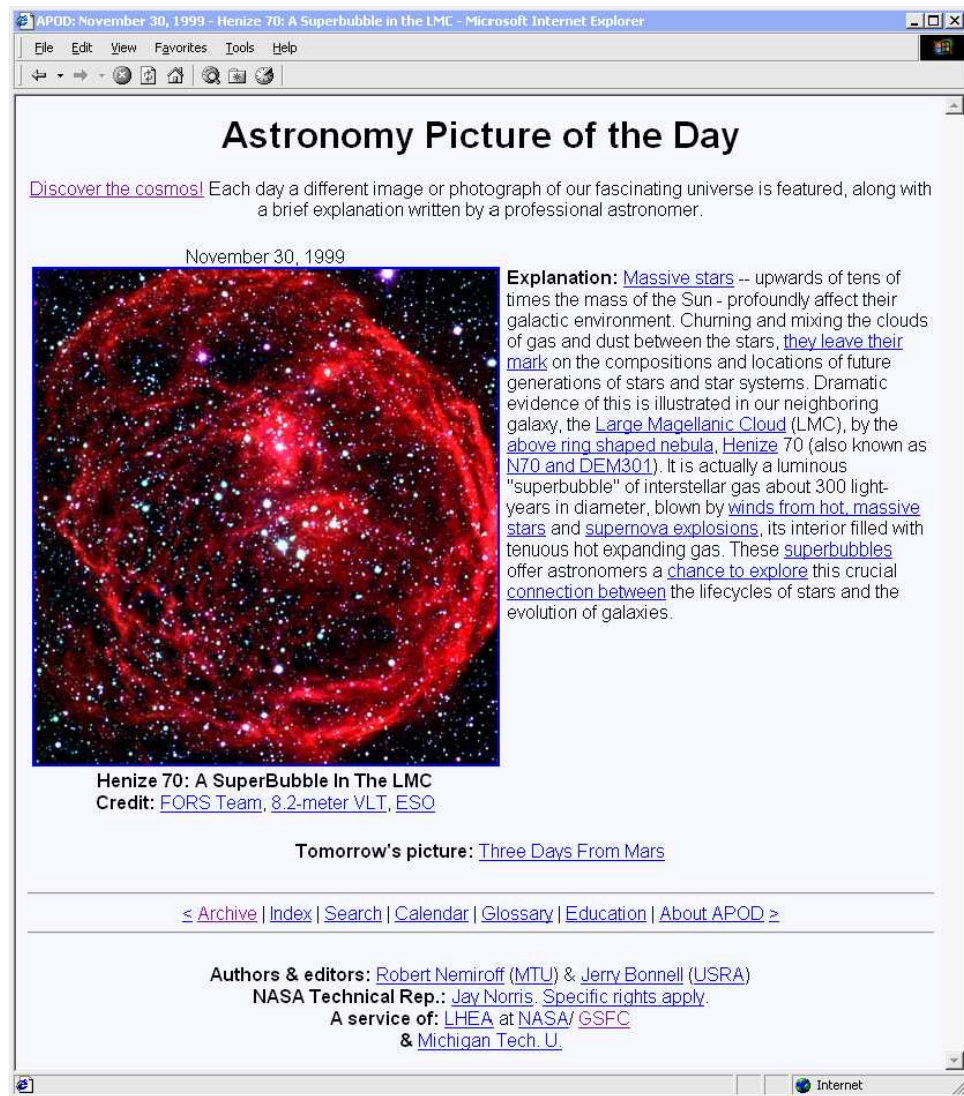 APOD: November 30, 1999 - Henize 70: A Superbubble in the LMC - Microsoft Internet Explorer
File Edit View Favorites Tools Help
Astronomy Picture of the Day
Discover the cosmos! Each day a different image or photograph of our fascinating universe is featured, along with
a brief explanation written by a professional astronomer.
November 30, 1999
Explanation: Massive stars -- upwards of tens of
times the mass of the Sun - profoundly affect their
galactic environment. Churning and mixing the clouds
of gas and dust between the stars, they leave their
mark on the compositions and locations of future
generations of stars and star systems. Dramatic
evidence of this is illustrated in our neighboring
galaxy, the Large Magellanic Cloud (LMC), by the
above ring shaped nebula, Henize 70 (also known as
N70 and DEM301). It is actually a luminous
"superbubble" of interstellar gas about 300 light-
years in diameter, blown by winds from hot, massive
stars and supernova explosions, its interior filled with
tenuous hot expanding gas. These superbubbles
offer astronomers a chance to explore this crucial
connection between the lifecycles of stars and the
evolution of galaxies.
Henize 70: A SuperBubble In The LMC
Credit: FORS Team, 8.2-meter VLT, ESO
Tomorrow's picture: Three Days From Mars
< Archive | Index | Search | Calendar | Glossary | Education | About APOD >
Authors & editors: Robert Nemiroff (MTU) & Jerry Bonnell (USRA)
NASA Technical Rep.: Jay Norris. Specific rights apply.
A service of: LHEA at NASA/ GSFC
& Michigan Tech. U.
Internet